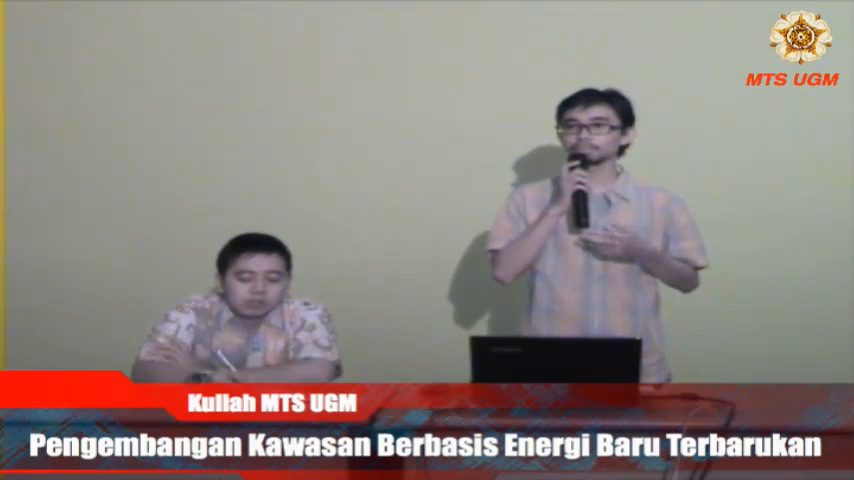 MTS UGM
Kuliah MTS UGM
Pengembangan Kawasan Berbasis Energi Baru Terbarukan